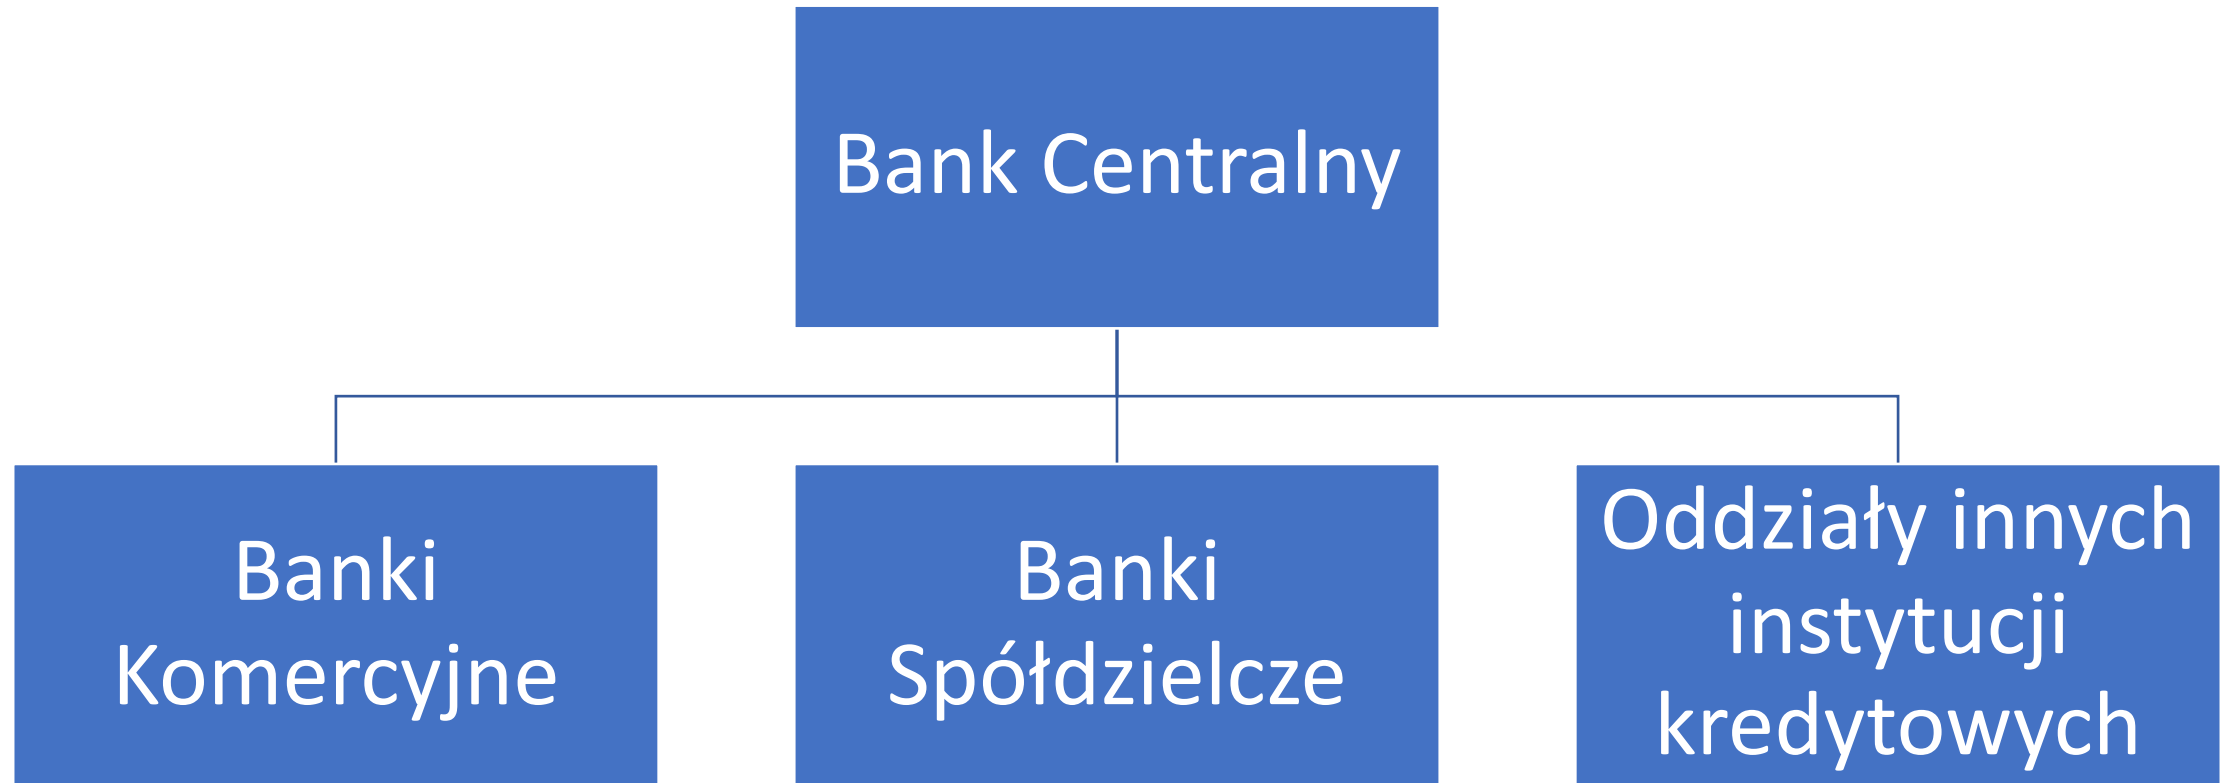 Bank Centralny
Banki
Komercyjne
Banki
Spółdzielcze
Oddziały innych
instytucji
kredytowych